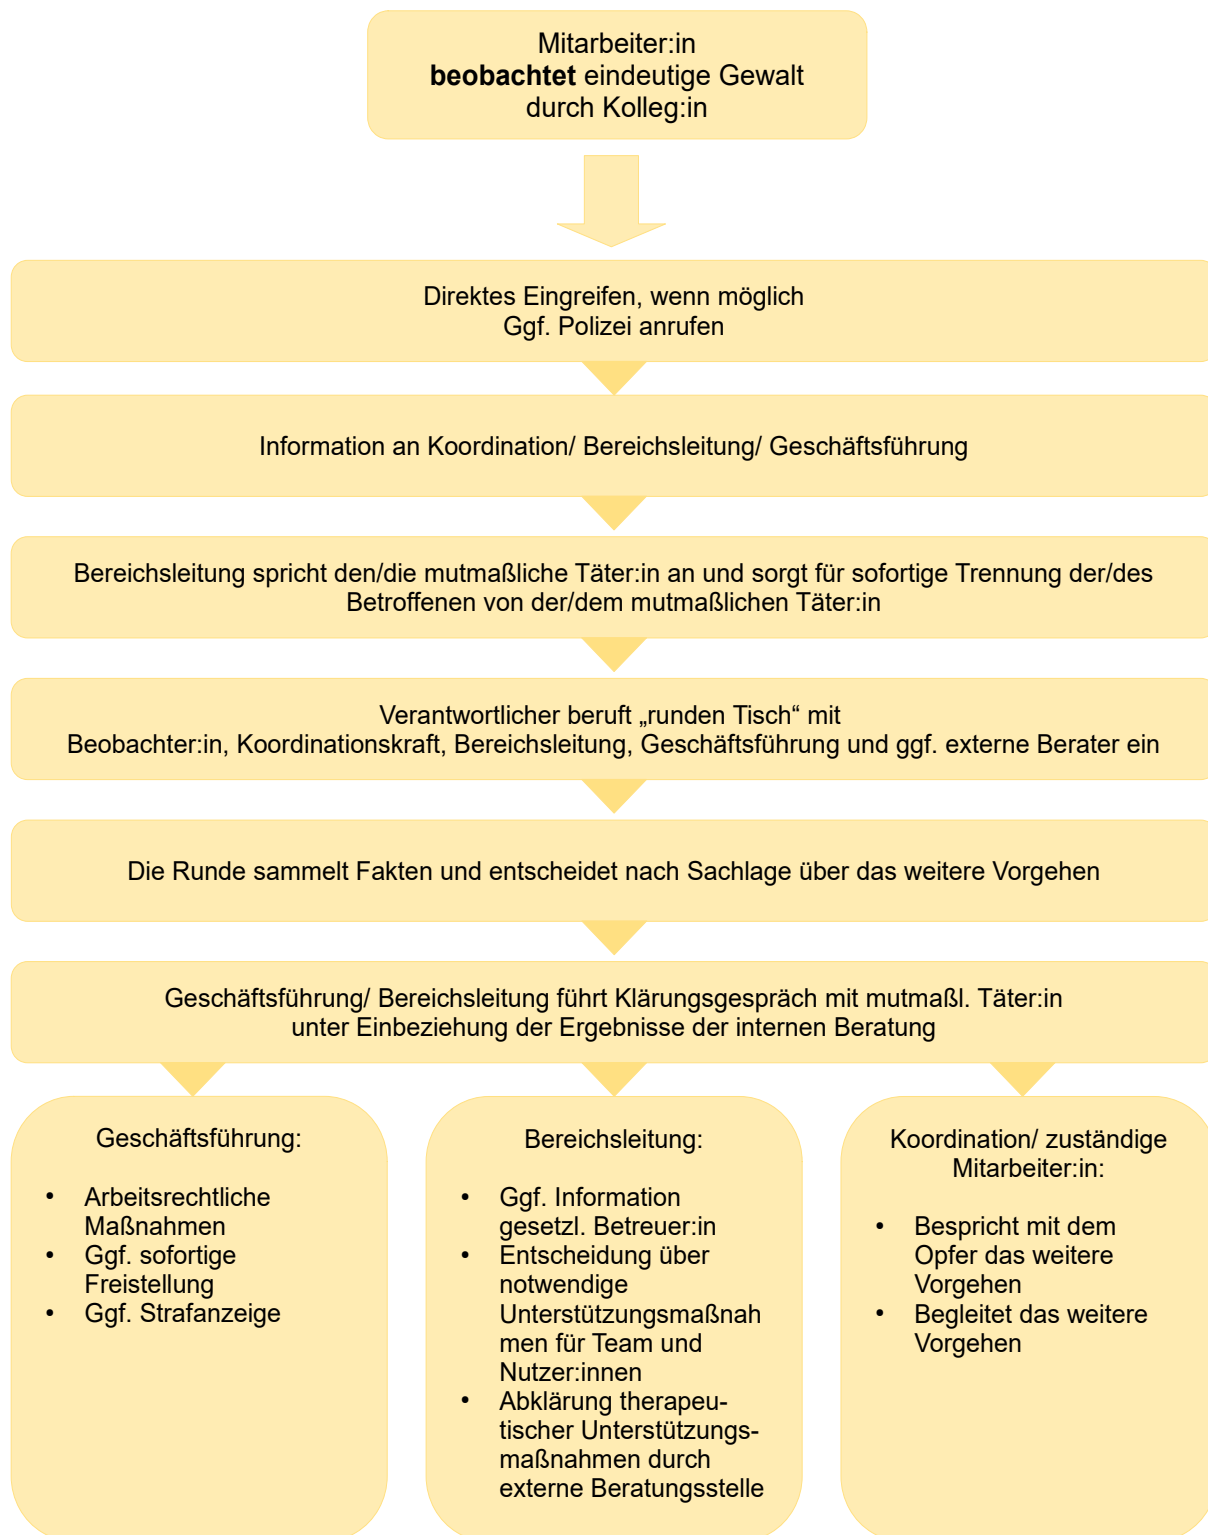 Mitarbeiter:in
beobachtet eindeutige Gewalt
durch Kolleg:in
Direktes Eingreifen, wenn möglich
Ggf. Polizei anrufen
Information an Koordination/ Bereichsleitung/ Geschäftsführung
Bereichsleitung spricht den/die mutmaßliche Täter:in an und sorgt für sofortige Trennung der/des
Betroffenen von der/dem mutmaßlichen Täter:in
Verantwortlicher beruft „runden Tisch“ mit
Beobachter:in, Koordinationskraft, Bereichsleitung, Geschäftsführung und ggf. externe Berater ein
Die Runde sammelt Fakten und entscheidet nach Sachlage über das weitere Vorgehen
Geschäftsführung/ Bereichsleitung führt Klärungsgespräch mit mutmaßl. Täter:in
unter Einbeziehung der Ergebnisse der internen Beratung
Geschäftsführung:
• Arbeitsrechtliche
Maßnahmen
• Ggf. sofortige
Freistellung
• Ggf. Strafanzeige
Bereichsleitung:
• Ggf. Information
gesetzl. Betreuer:in
• Entscheidung über
notwendige
Unterstützungsmaßnah
men für Team und
Nutzer:innen
• Abklärung therapeu-
tischer Unterstützungs-
maßnahmen durch
externe Beratungsstelle
Koordination/ zuständige
Mitarbeiter:in:
• Bespricht mit dem
Opfer das weitere
Vorgehen
• Begleitet das weitere
Vorgehen